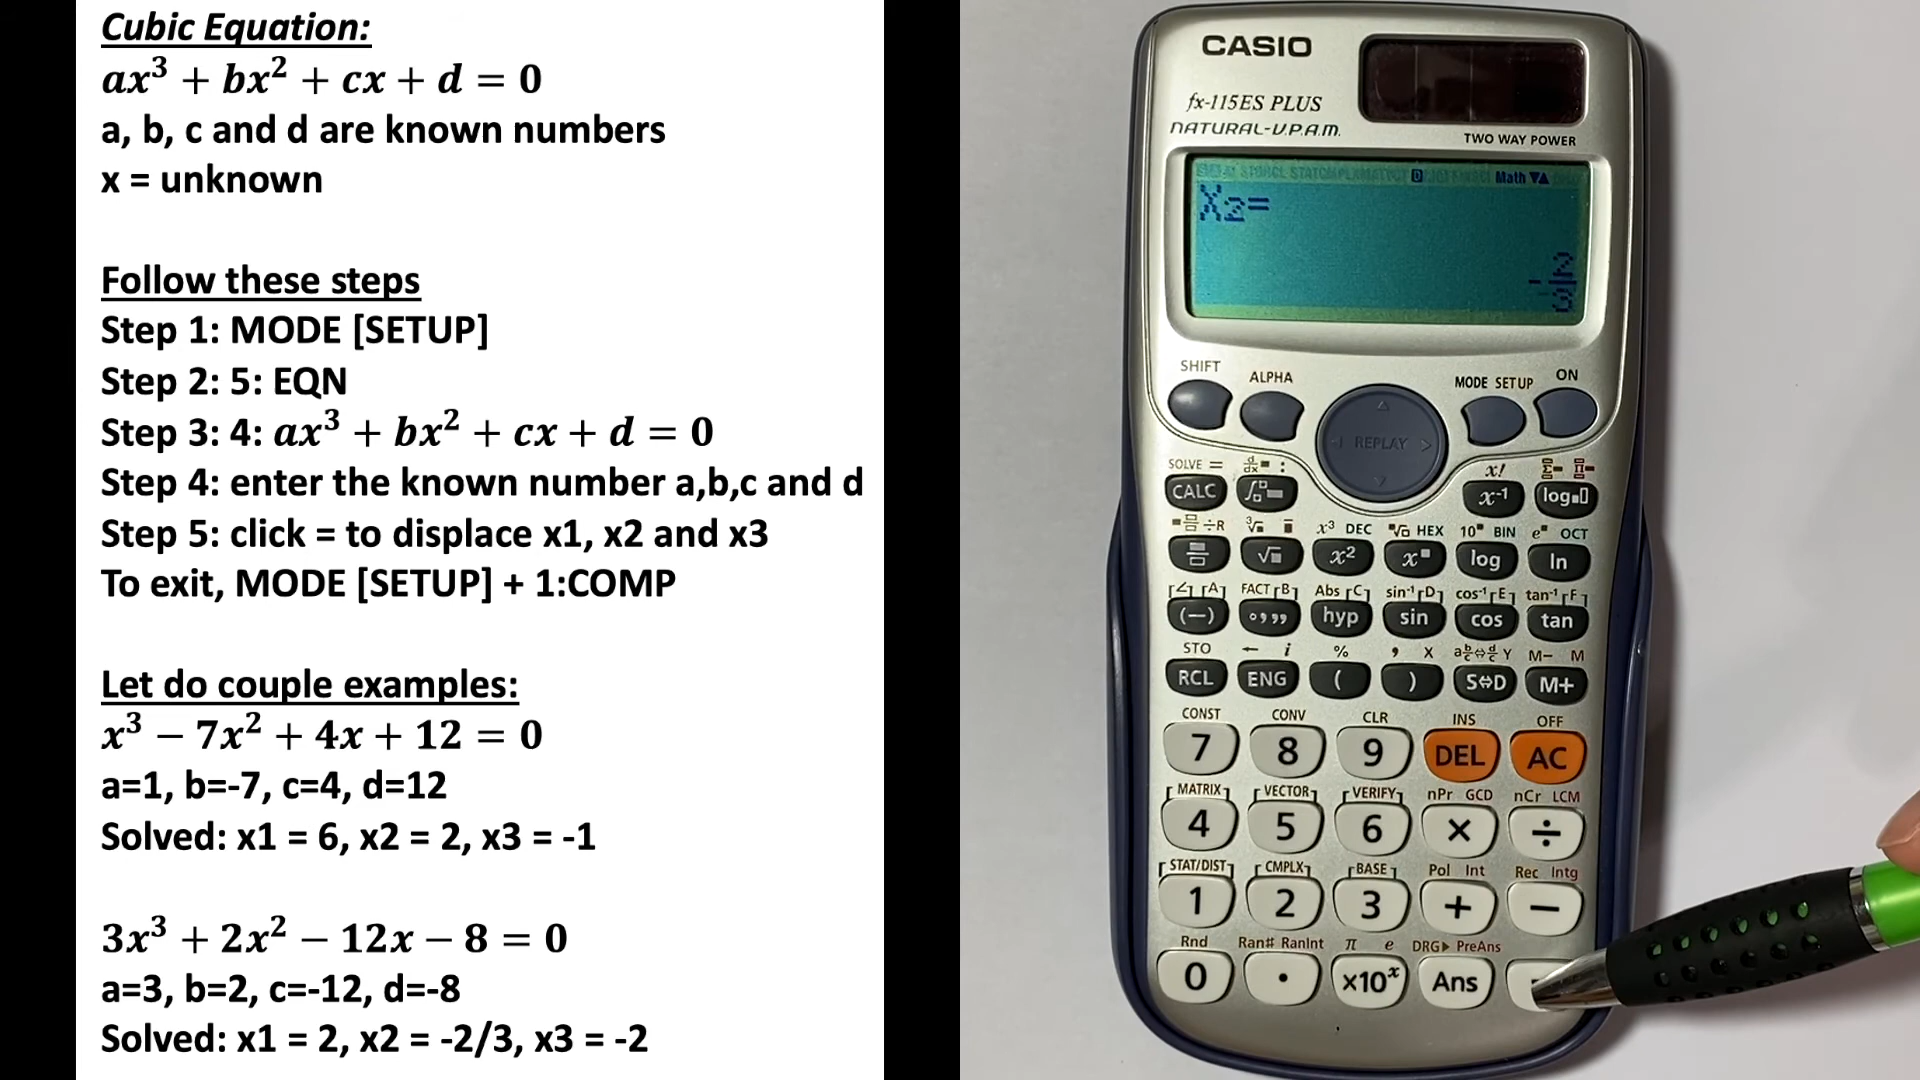 Cubic Equation:
ax³ + bx² + cx + d = 0
a, b, c and d are known numbers
x = unknown
Follow these steps
Step 1: MODE [SETUP]
Step 2: 5: EQN
Step 3: 4: ax³ + bx² + cx + d = 0
Step 4: enter the known number a,b,c and d
Step 5: click = to displace x1, x2 and x3
To exit, MODE [SETUP] + 1:COMP
Let do couple examples:
x³ − 7x² + 4x + 12 = 0
a=1, b=-7, c=4, d=12
Solved: x1 = 6, x2 = 2, x3 = -1
3x³ + 2x² − 12x − 8 = 0
a=3, b=2, c=-12, d=-8
Solved: x1 = 2, x2 = -2/3, x3 = -2
CASIO
fx-115ES PLUS
NATURAL-V.P.A.M.
TWO WAY POWER
D Math ▼▲
X₂=
-2/3
SHIFT ALPHA MODE SETUP ON
◁ REPLAY ▷
SOLVE = d/dx :  x! Σ Π
CALC ∫ x⁻¹ log
÷R ³√ x³ DEC √ HEX 10 BIN e OCT
√ x² x log ln
∠ A FACT B Abs C sin⁻¹ D cos⁻¹ E tan⁻¹ F
(−) °,,, hyp sin cos tan
STO ← i % , X a b/c⇔d/c Y M− M
RCL ENG ( ) S⇔D M+
CONST CONV CLR INS OFF
7 8 9 DEL AC
MATRIX VECTOR VERIFY nPr GCD nCr LCM
4 5 6 × ÷
STAT/DIST CMPLX BASE Pol Int Rec Intg
1 2 3 + −
Rnd Ran# RanInt π e DRG▶ PreAns
0 • ×10ˣ Ans